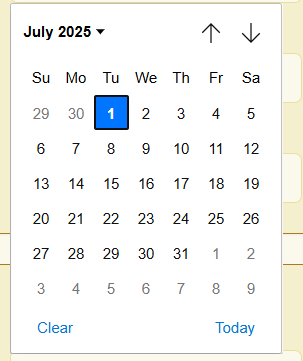 July 2025
Su Mo Tu We Th Fr Sa
29 30 1 2 3 4 5
6 7 8 9 10 11 12
13 14 15 16 17 18 19
20 21 22 23 24 25 26
27 28 29 30 31 1 2
3 4 5 6 7 8 9
Clear Today